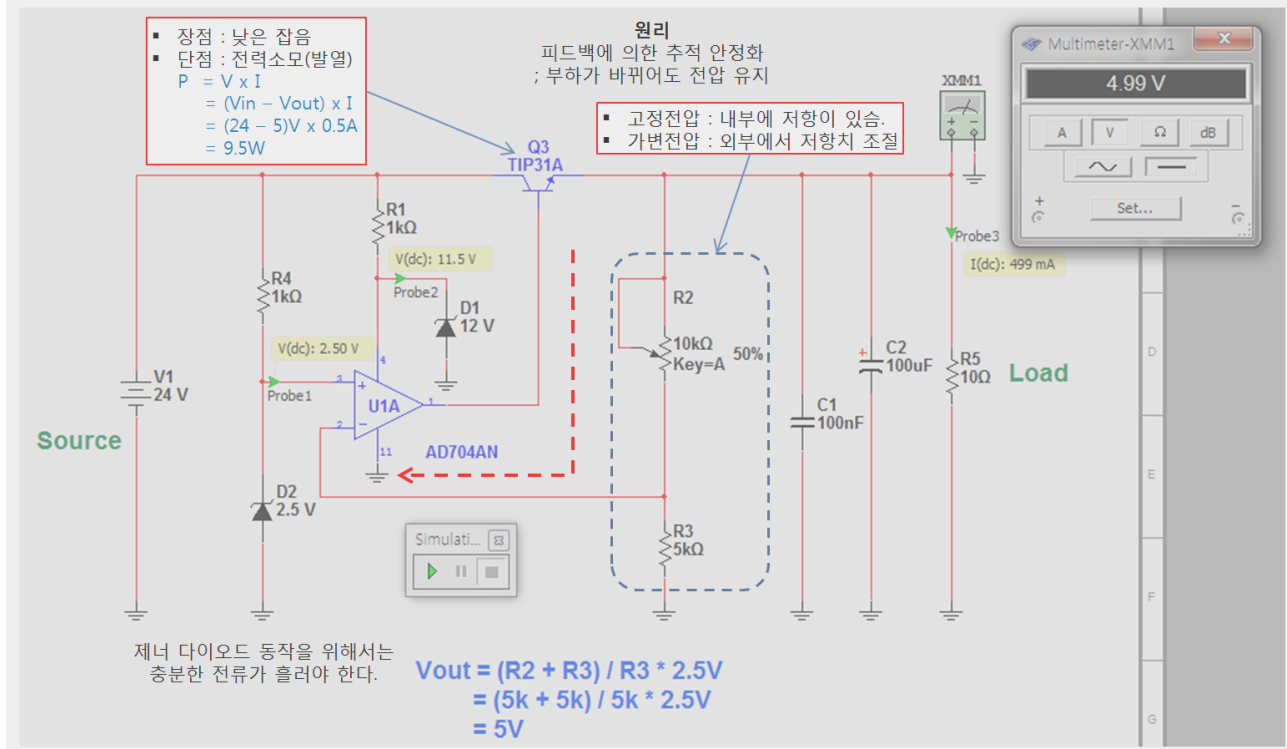 ▪ 장점 : 낮은 잡음
▪ 단점 : 전력소모(발열)
P = V x I
= (Vin – Vout) x I
= (24 – 5)V x 0.5A
= 9.5W
원리
피드백에 의한 추적 안정화
; 부하가 바뀌어도 전압 유지
▪ 고정전압 : 내부에 저항이 있슴.
▪ 가변전압 : 외부에서 저항치 조절
Multimeter-XMM1
4.99 V
A V Ω dB
Set...
+
–
XMM1
+ –
Q3
TIP31A
R1
1kΩ
V(dc): 11.5 V
Probe2
D1
12 V
R4
1kΩ
V(dc): 2.50 V
Probe1
V1
24 V
Source
3
+
2
–
4
11
1
U1A
AD704AN
D2
2.5 V
R2
10kΩ
Key=A
50%
R3
5kΩ
C1
100nF
+
C2
100uF
Probe3
I(dc): 499 mA
R5
10Ω
Load
D
E
F
G
Simulati...
제너 다이오드 동작을 위해서는
충분한 전류가 흘러야 한다.
Vout = (R2 + R3) / R3 * 2.5V
= (5k + 5k) / 5k * 2.5V
= 5V